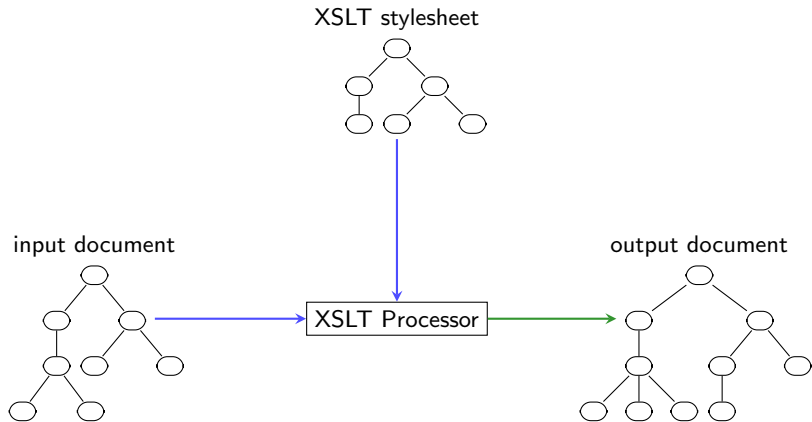 XSLT stylesheet
input document
output document
XSLT Processor